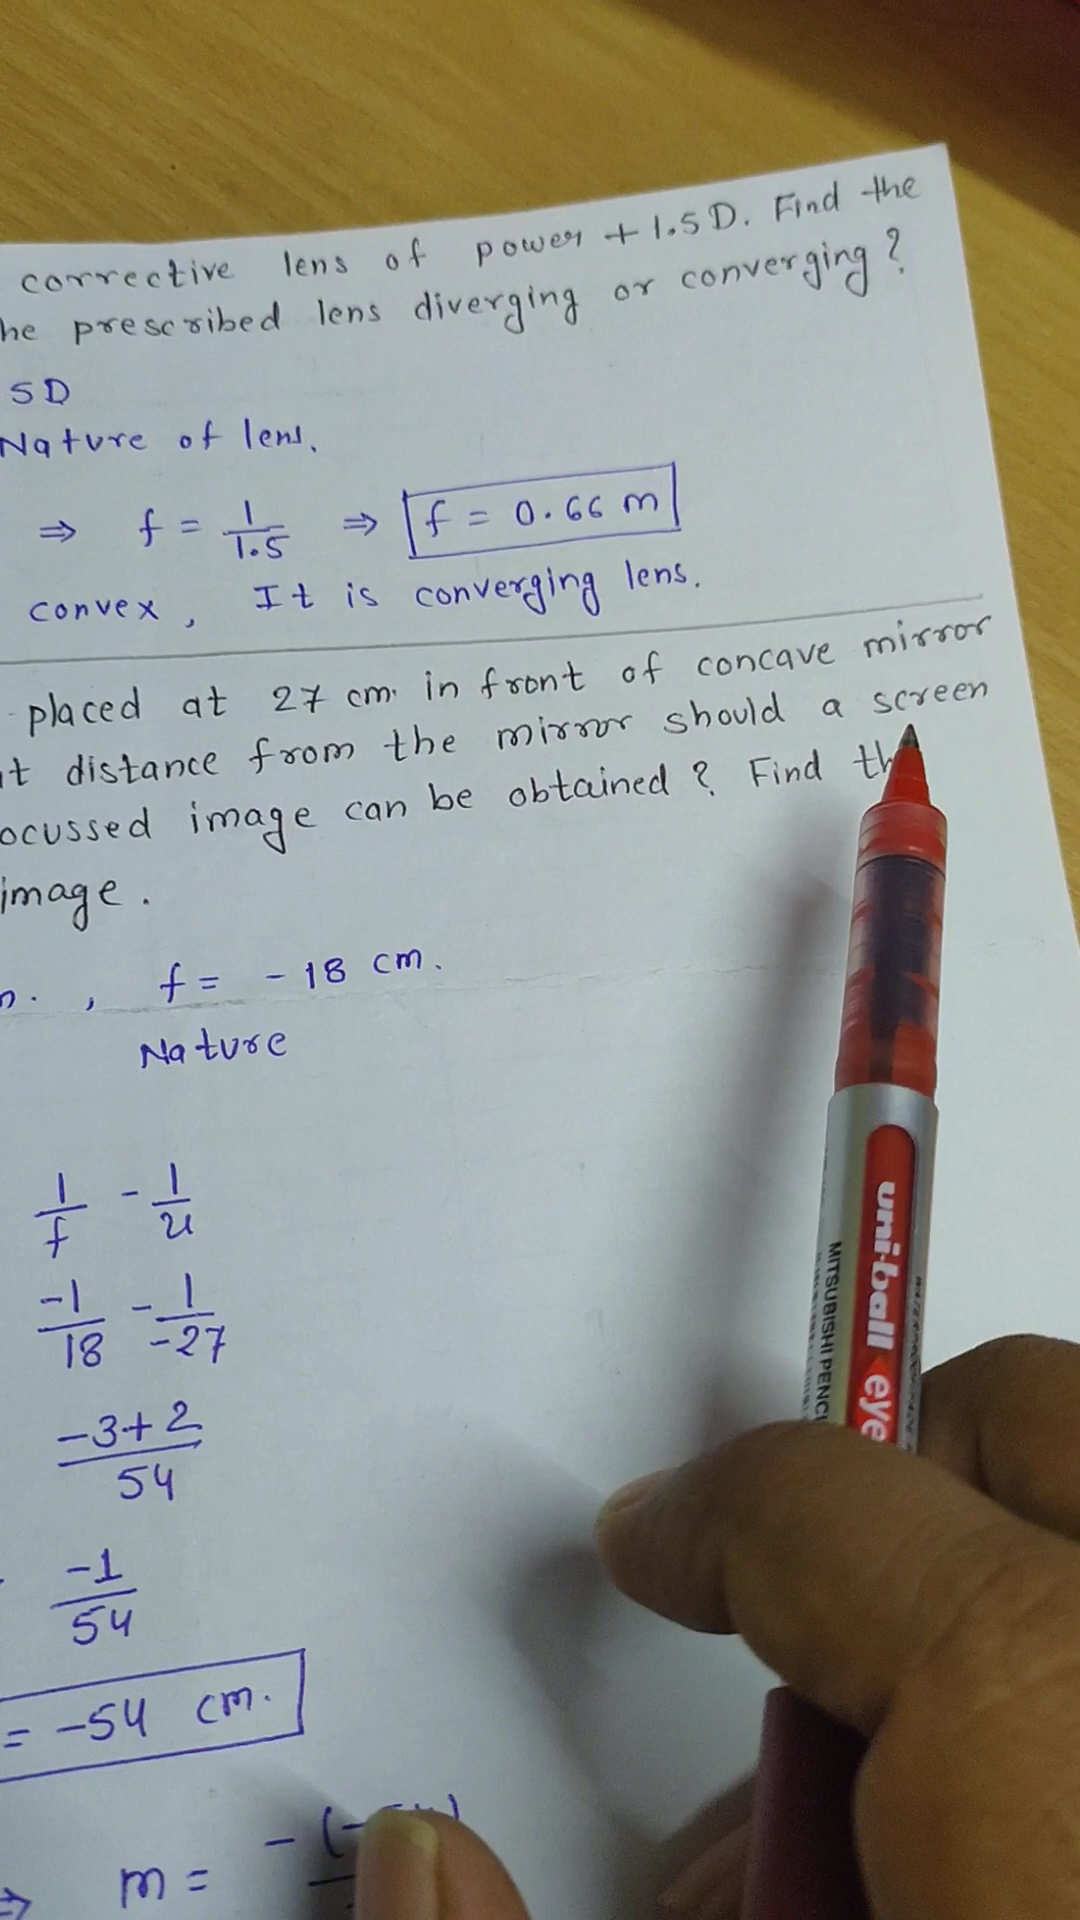 corrective lens of power + 1.5 D. Find the
he prescribed lens diverging or converging ?
5 D
Nature of lens.
⇒ f = 1/1.5 ⇒ f = 0.66 m
convex, It is converging lens.
placed at 27 cm. in front of concave mirror
t distance from the mirror should a screen
ocussed image can be obtained ? Find th
image.
, f = - 18 cm.
Nature
1/f - 1/u
-1/18 - 1/-27
-3+2/54
-1/54
= -54 cm.
⇒ m = -(-
uni-ball eye
MITSUBISHI PENCI